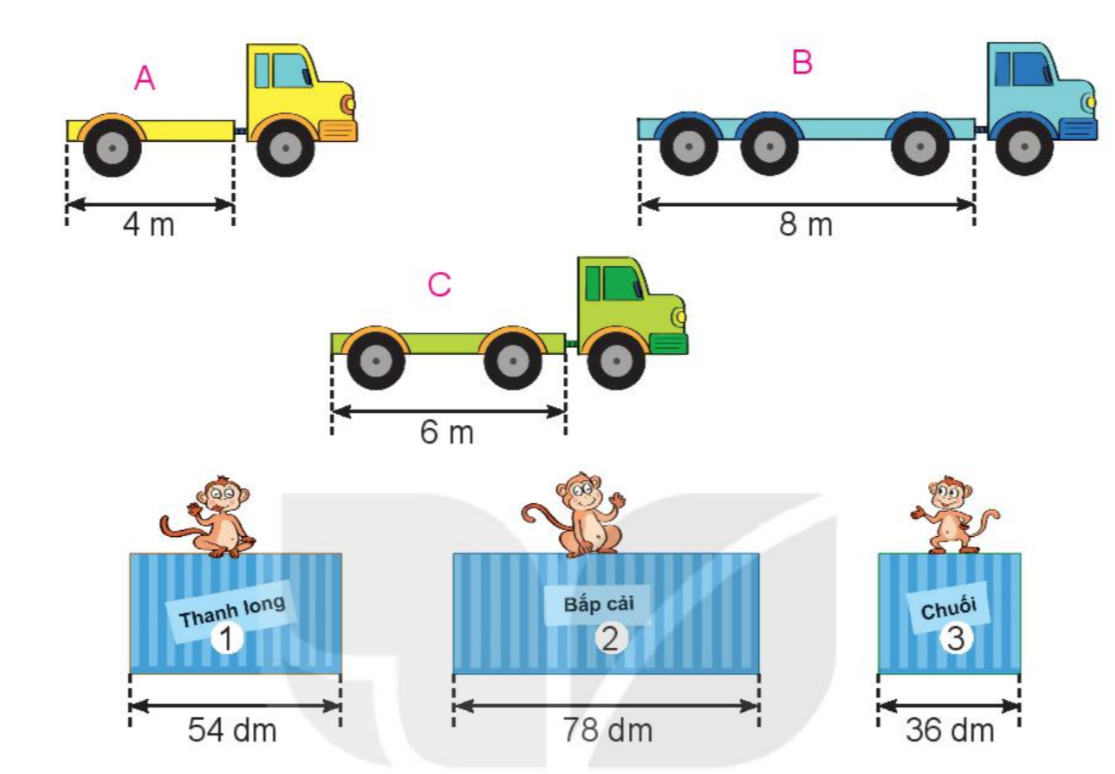 A
B
4 m
8 m
C
6 m
Thanh long
1
Bắp cải
2
Chuối
3
54 dm
78 dm
36 dm